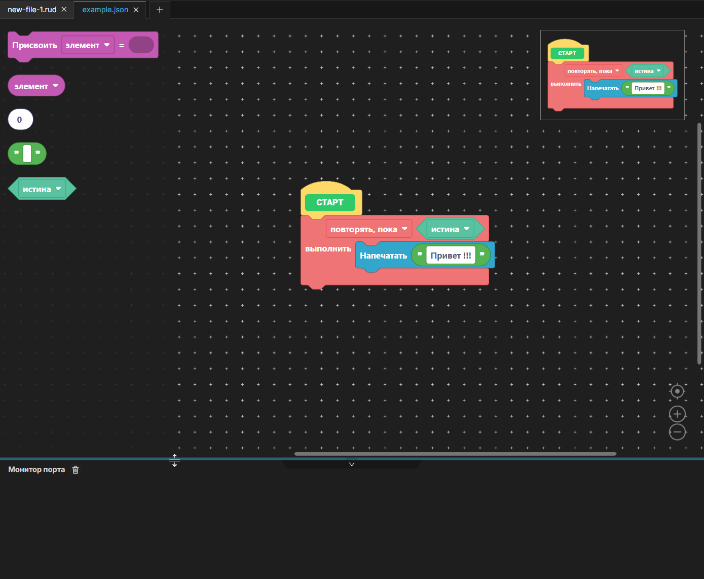 new-file-1.rud
example.json
Присвоить элемент =
элемент
0
" "
истина
СТАРТ
повторять, пока истина
выполнить Напечатать " Привет !!! "
СТАРТ
повторять, пока истина
выполнить Напечатать " Привет !!! "
Монитор порта